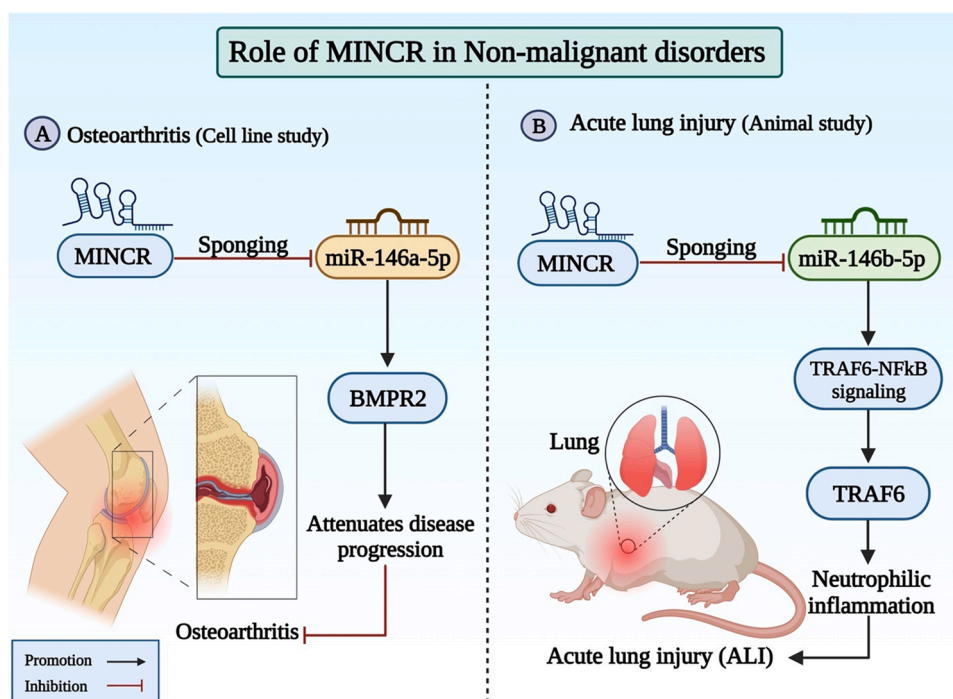 Role of MINCR in Non-malignant disorders
A Osteoarthritis (Cell line study)
MINCR
Sponging
miR-146a-5p
BMPR2
Attenuates disease
progression
Osteoarthritis
Promotion
Inhibition
B Acute lung injury (Animal study)
MINCR
Sponging
miR-146b-5p
TRAF6-NFkB
signaling
Lung
TRAF6
Neutrophilic
inflammation
Acute lung injury (ALI)